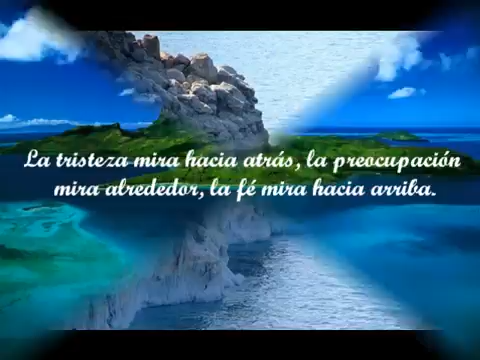 La tristeza mira hacia atrás, la preocupación
mira alrededor, la fé mira hacia arriba.